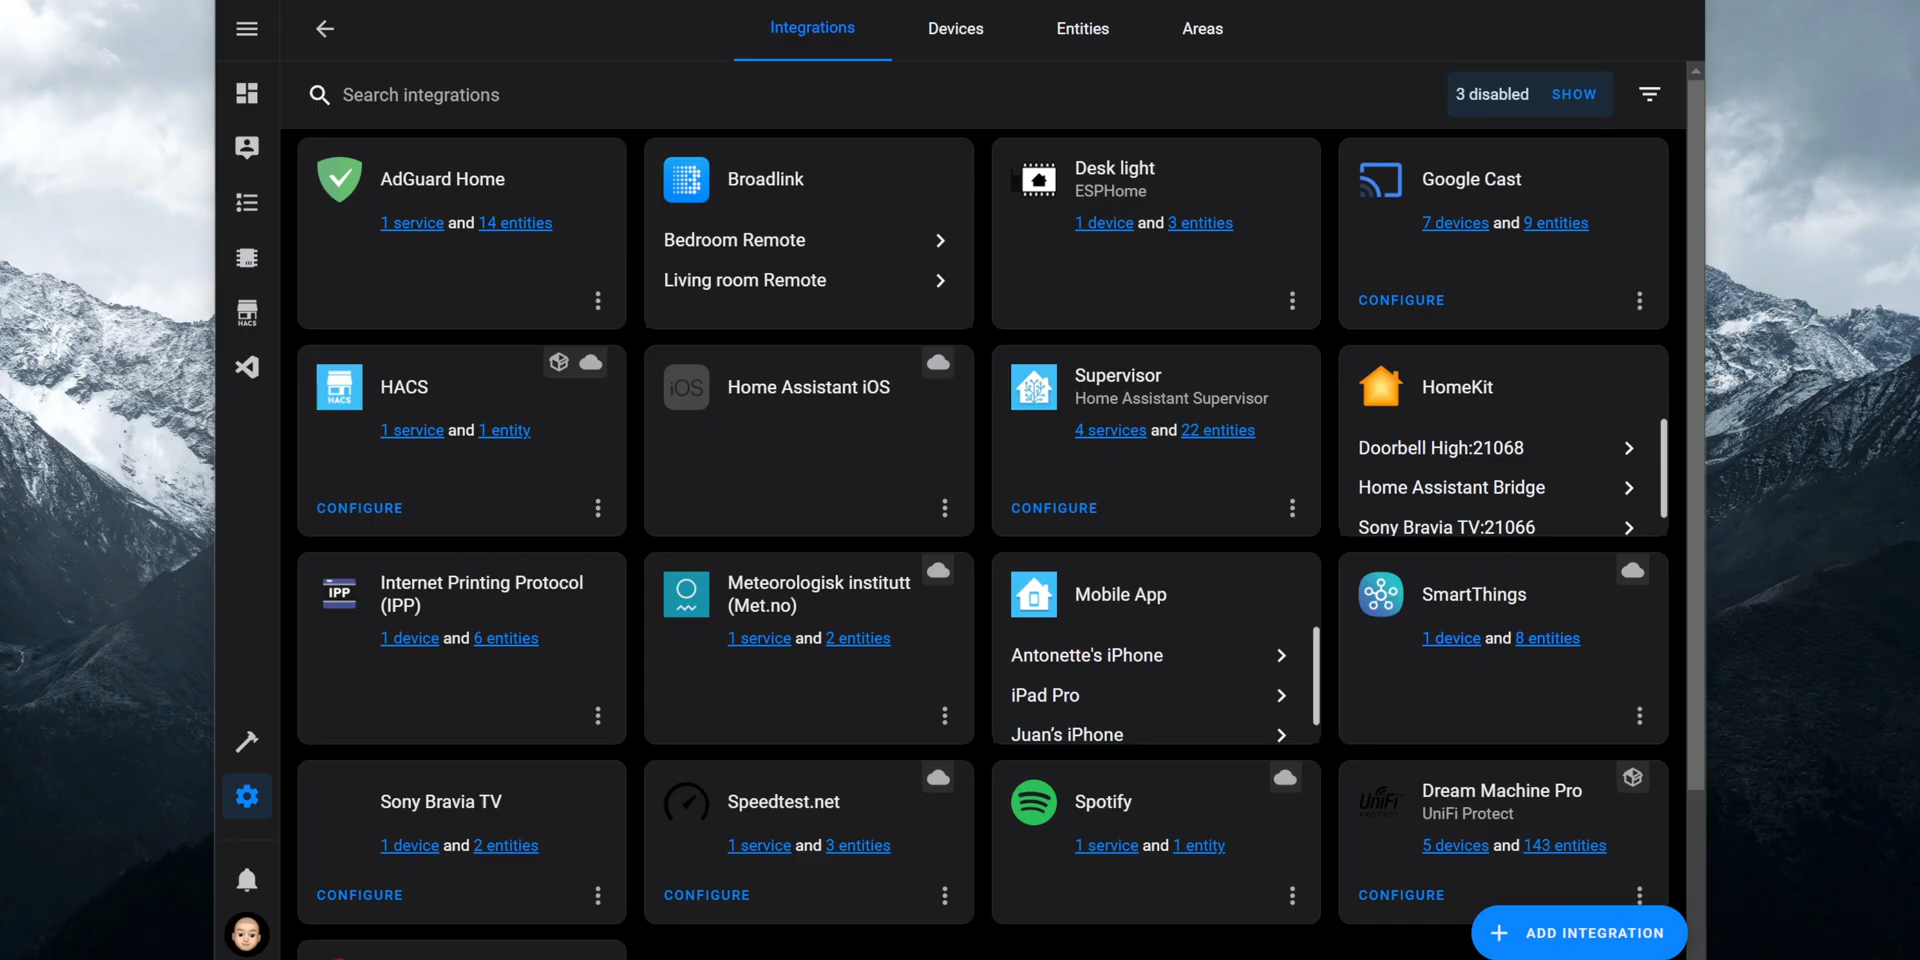 Integrations
Devices
Entities
Areas
Search integrations
3 disabled
SHOW
AdGuard Home
1 service and 14 entities
Broadlink
Bedroom Remote
Living room Remote
Desk light
ESPHome
1 device and 3 entities
Google Cast
7 devices and 9 entities
CONFIGURE
HACS
HACS
HACS
1 service and 1 entity
CONFIGURE
iOS
Home Assistant iOS
Supervisor
Home Assistant Supervisor
4 services and 22 entities
CONFIGURE
HomeKit
Doorbell High:21068
Home Assistant Bridge
Sony Bravia TV:21066
IPP
Internet Printing Protocol
(IPP)
1 device and 6 entities
Meteorologisk institutt
(Met.no)
1 service and 2 entities
Mobile App
Antonette's iPhone
iPad Pro
Juan’s iPhone
SmartThings
1 device and 8 entities
Sony Bravia TV
1 device and 2 entities
CONFIGURE
Speedtest.net
1 service and 3 entities
CONFIGURE
Spotify
1 service and 1 entity
UniFi
PROTECT
Dream Machine Pro
UniFi Protect
5 devices and 143 entities
CONFIGURE
ADD INTEGRATION